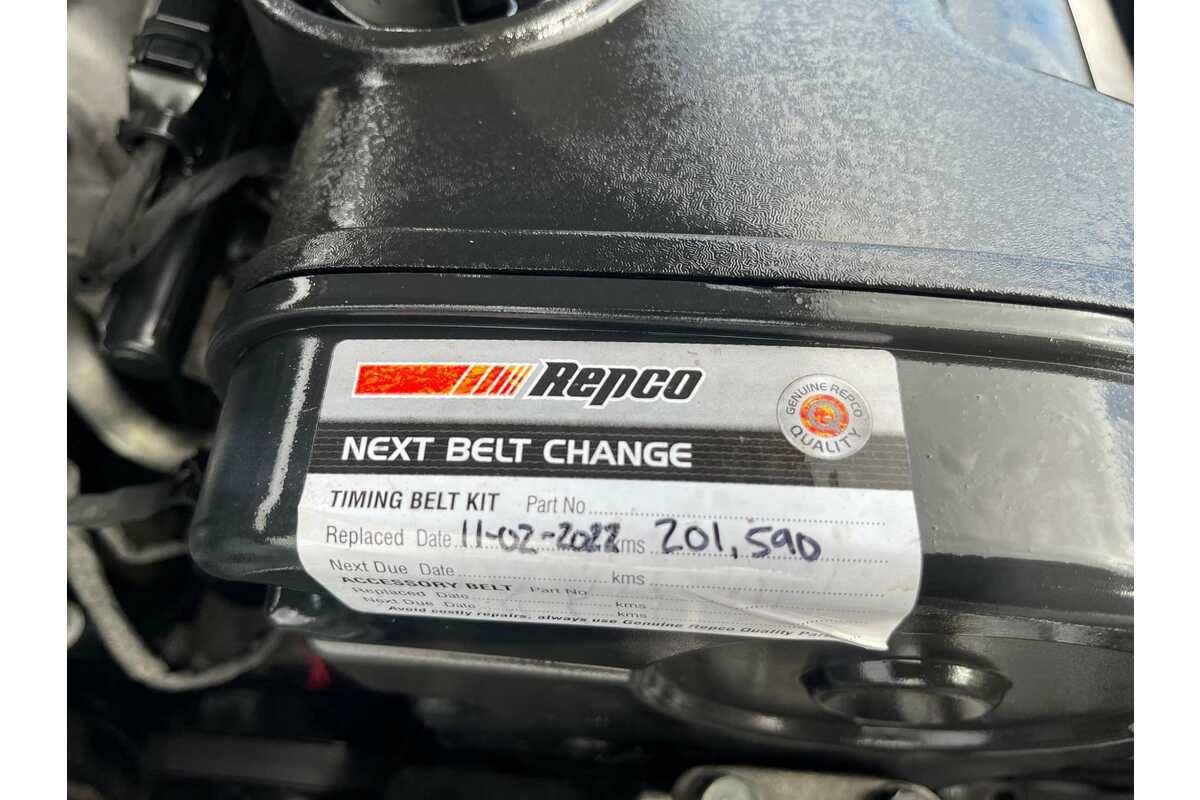 Repco
GENUINE REPCO QUALITY
NEXT BELT CHANGE
TIMING BELT KIT Part No
Replaced Date 11-02-2022 kms 201,590
Next Due Date kms
ACCESSORY BELT Part No
Replaced Date kms
Next Due Date kms
Avoid costly repairs, always use Genuine Repco Quality